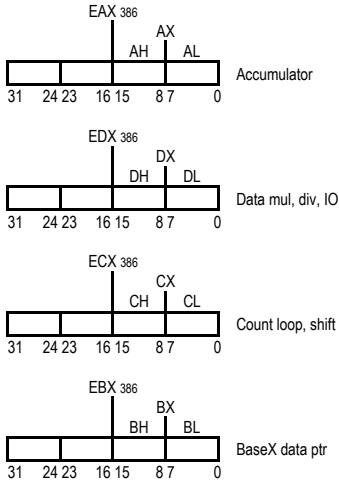 EAX 386
AX
AH AL
Accumulator
31 24 23 16 15 8 7 0
EDX 386
DX
DH DL
Data mul, div, IO
31 24 23 16 15 8 7 0
ECX 386
CX
CH CL
Count loop, shift
31 24 23 16 15 8 7 0
EBX 386
BX
BH BL
BaseX data ptr
31 24 23 16 15 8 7 0